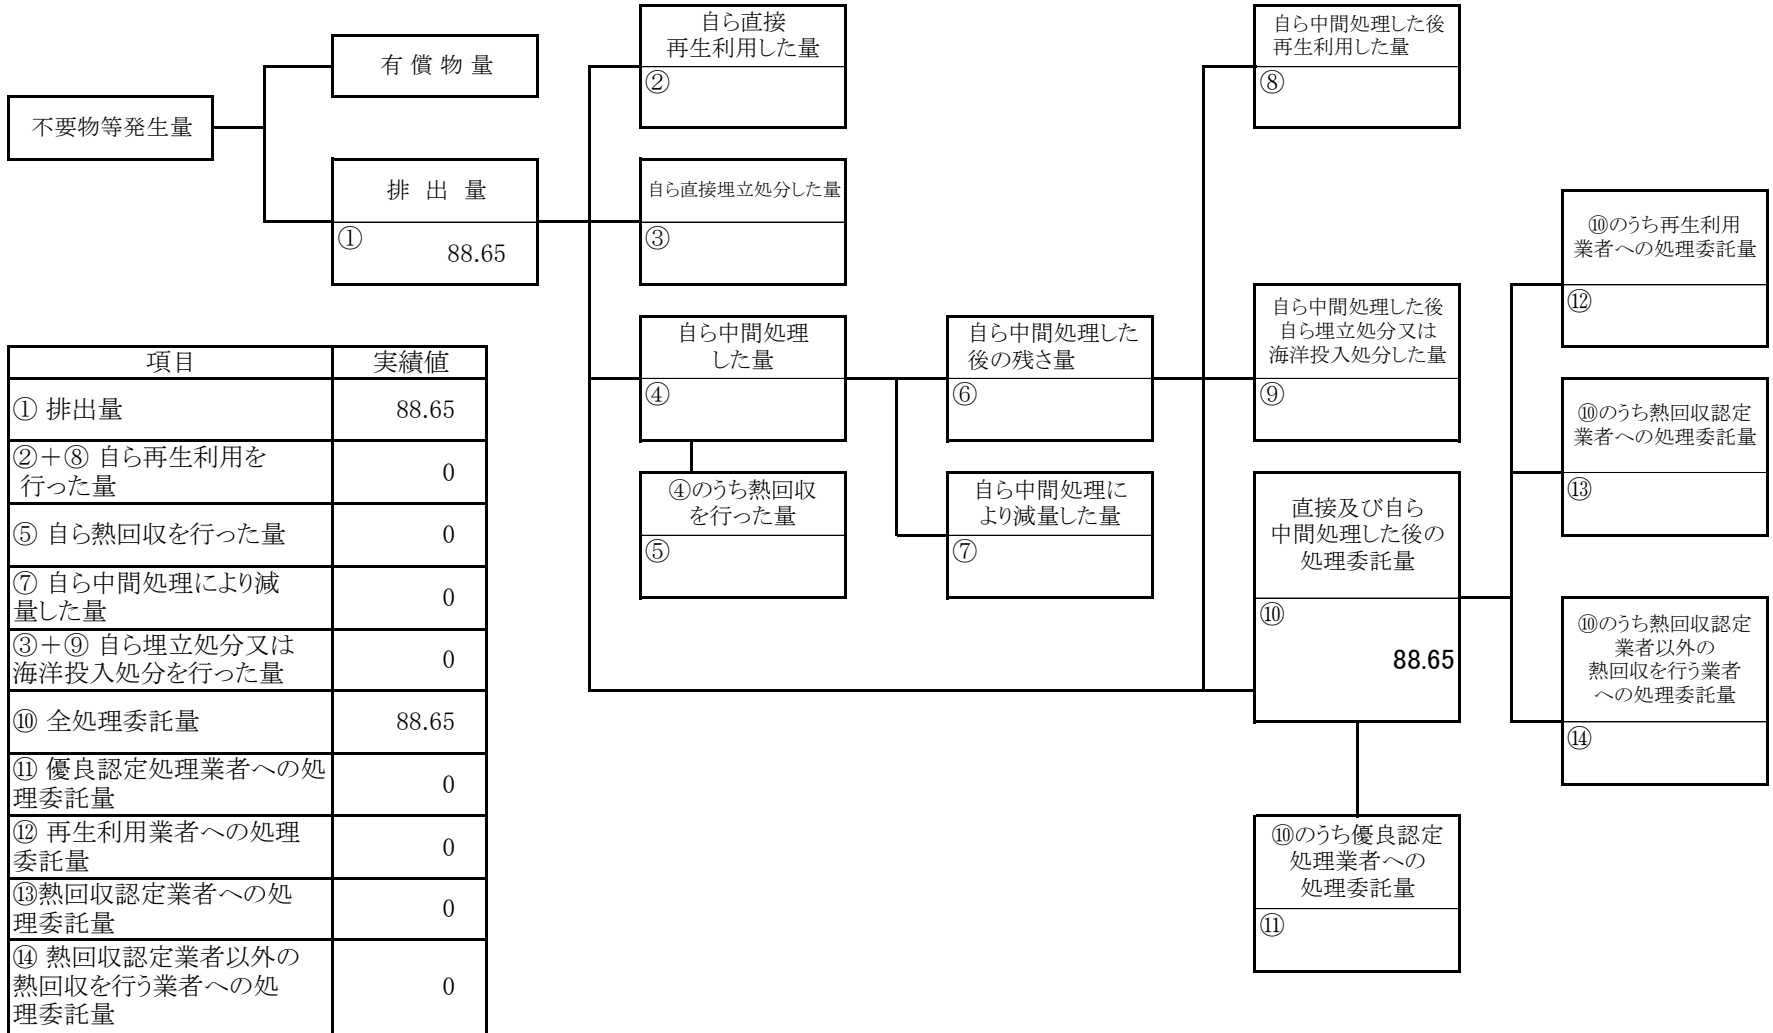 不要物等発生量
有 償 物 量
排 出 量
①
88.65
自ら直接
再生利用した量
②
自ら直接埋立処分した量
③
自ら中間処理
した量
④
④のうち熱回収
を行った量
⑤
自ら中間処理した
後の残さ量
⑥
自ら中間処理に
より減量した量
⑦
自ら中間処理した後
再生利用した量
⑧
自ら中間処理した後
自ら埋立処分又は
海洋投入処分した量
⑨
直接及び自ら
中間処理した後の
処理委託量
⑩
88.65
⑩のうち優良認定
処理業者への
処理委託量
⑪
⑩のうち再生利用
業者への処理委託量
⑫
⑩のうち熱回収認定
業者への処理委託量
⑬
⑩のうち熱回収認定
業者以外の
熱回収を行う業者
への処理委託量
⑭
項目 実績値
① 排出量 88.65
②＋⑧ 自ら再生利用を
行った量 0
⑤ 自ら熱回収を行った量 0
⑦ 自ら中間処理により減
量した量 0
③＋⑨ 自ら埋立処分又は
海洋投入処分を行った量 0
⑩ 全処理委託量 88.65
⑪ 優良認定処理業者への処
理委託量 0
⑫ 再生利用業者への処理
委託量 0
⑬熱回収認定業者への処
理委託量 0
⑭ 熱回収認定業者以外の
熱回収を行う業者への処
理委託量 0